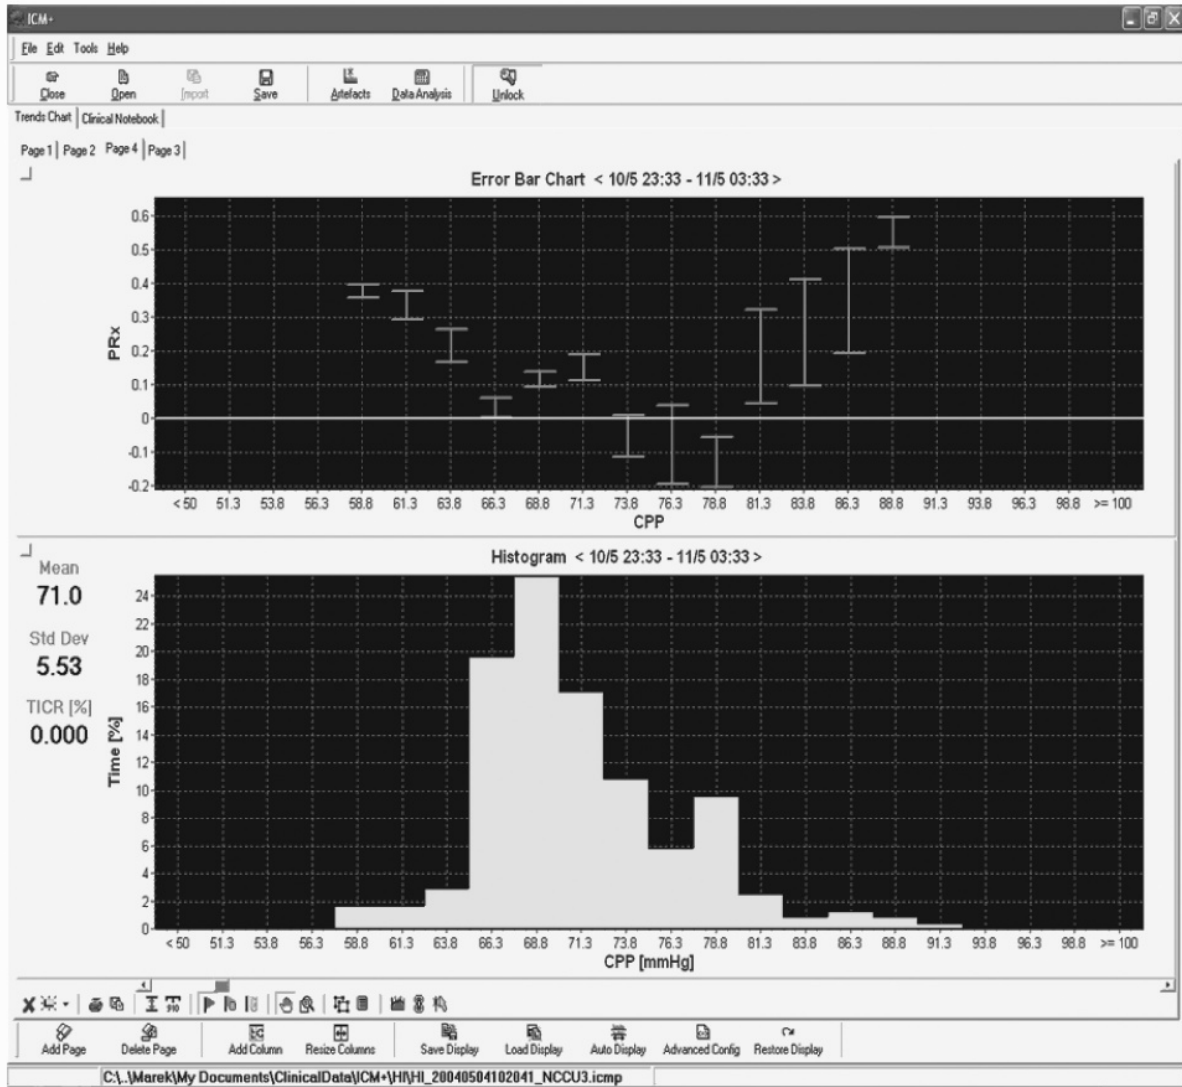 ICM+
File Edit Tools Help
Close Open Import Save Artefacts Data Analysis Unlock
Trends Chart Clinical Notebook
Page 1 Page 2 Page 4 Page 3
Error Bar Chart < 10/5 23:33 - 11/5 03:33 >
PRx
0.6
0.5
0.4
0.3
0.2
0.1
0
-0.1
-0.2
< 50 51.3 53.8 56.3 58.8 61.3 63.8 66.3 68.8 71.3 73.8 76.3 78.8 81.3 83.8 86.3 88.8 91.3 93.8 96.3 98.8 >= 100
CPP
Histogram < 10/5 23:33 - 11/5 03:33 >
Mean
71.0
Std Dev
5.53
TICR [%]
0.000
Time [%]
24
22
20
18
16
14
12
10
8
6
4
2
0
< 50 51.3 53.8 56.3 58.8 61.3 63.8 66.3 68.8 71.3 73.8 76.3 78.8 81.3 83.8 86.3 88.8 91.3 93.8 96.3 98.8 >= 100
CPP [mmHg]
Add Page Delete Page Add Column Resize Columns Save Display Load Display Auto Display Advanced Config Restore Display
C:\..\Marek\My Documents\ClinicalData\ICM+\HI\HI_20040504102041_NCCU3.icmp